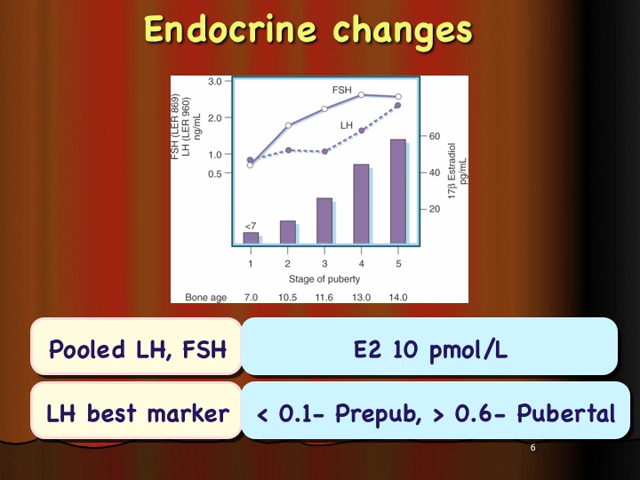 Endocrine changes
FSH (LER 869)
LH (LER 960)
ng/mL
3.0
2.0
1.0
0.5
FSH
LH
<7
60
40
20
17β Estradiol
pg/mL
1 2 3 4 5
Stage of puberty
Bone age 7.0 10.5 11.6 13.0 14.0
Pooled LH, FSH
E2 10 pmol/L
LH best marker
< 0.1- Prepub, > 0.6- Pubertal
6